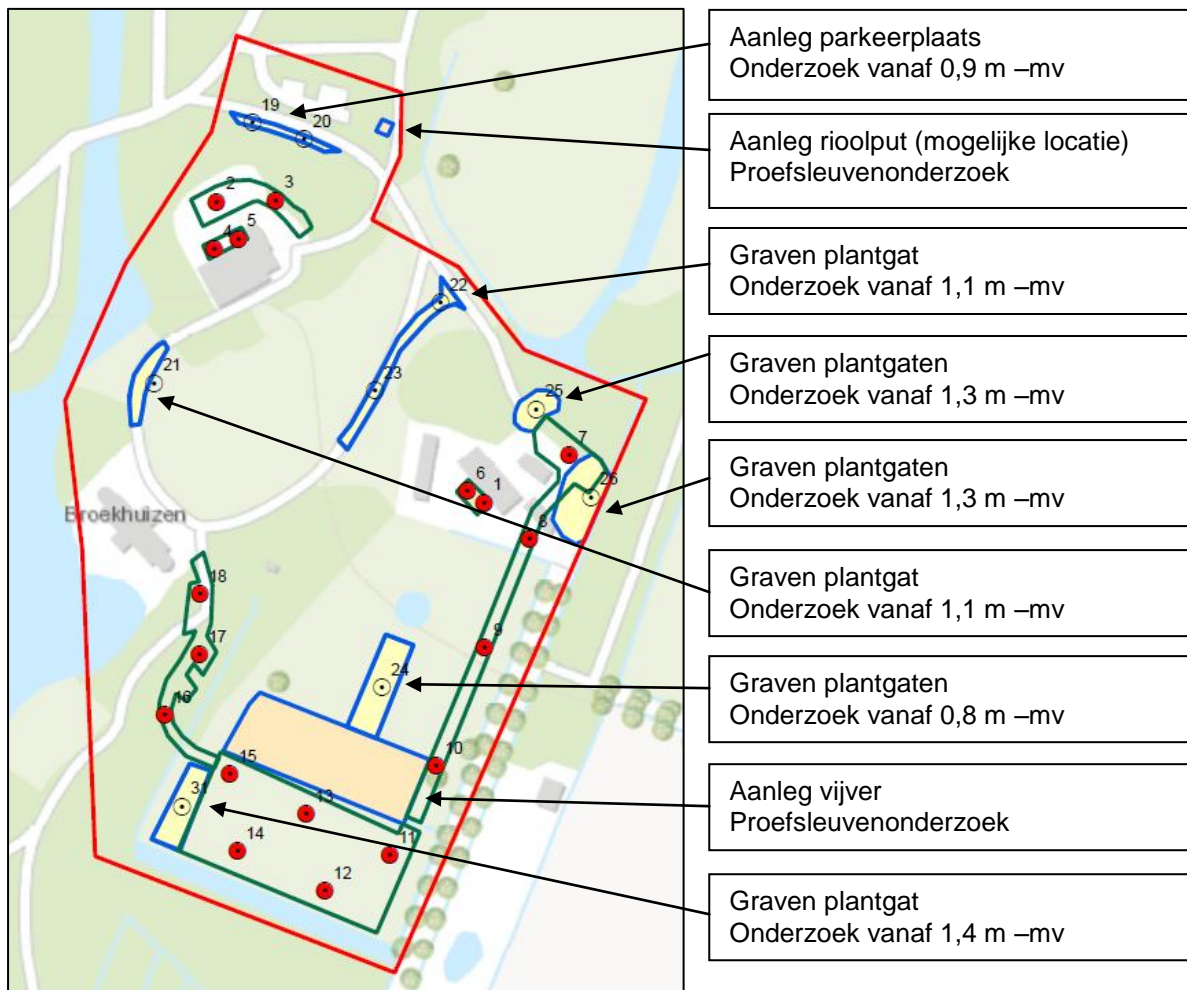 Aanleg parkeerplaats
Onderzoek vanaf 0,9 m –mv
Aanleg rioolput (mogelijke locatie)
Proefsleuvenonderzoek
Graven plantgat
Onderzoek vanaf 1,1 m –mv
Graven plantgaten
Onderzoek vanaf 1,3 m –mv
Graven plantgaten
Onderzoek vanaf 1,3 m –mv
Graven plantgat
Onderzoek vanaf 1,1 m –mv
Graven plantgaten
Onderzoek vanaf 0,8 m –mv
Aanleg vijver
Proefsleuvenonderzoek
Graven plantgat
Onderzoek vanaf 1,4 m –mv
19
20
2
3
5
4
22
21
23
25
7
6
1
26
Broekhuizen
8
18
9
17
24
16
10
15
31
13
14
11
12